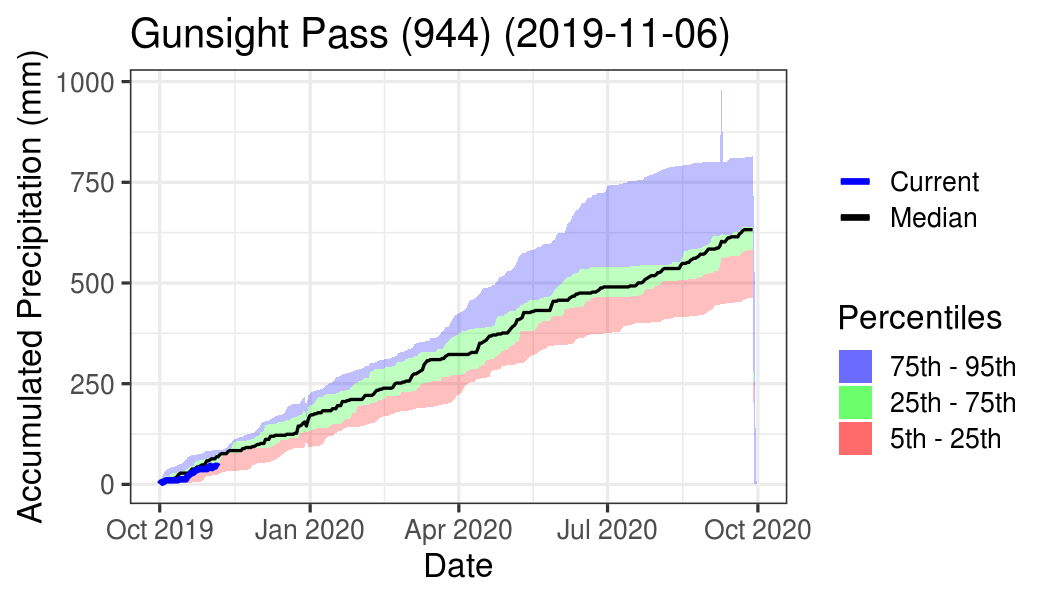 Gunsight Pass (944) (2019-11-06)
Accumulated Precipitation (mm)
1000
750
500
250
0
Oct 2019
Jan 2020
Apr 2020
Jul 2020
Oct 2020
Date
Current
Median
Percentiles
75th - 95th
25th - 75th
5th - 25th